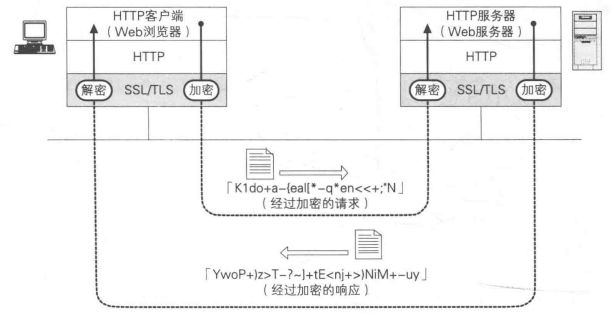 HTTP客户端
（Web浏览器）
HTTP
解密 SSL/TLS 加密
HTTP服务器
（Web服务器）
HTTP
解密 SSL/TLS 加密
「K1do+a-{eal[*-q*en<<+;"N」
（经过加密的请求）
「YwoP+)z>T-?~]+tE<nj+>)NiM+-uy」
（经过加密的响应）